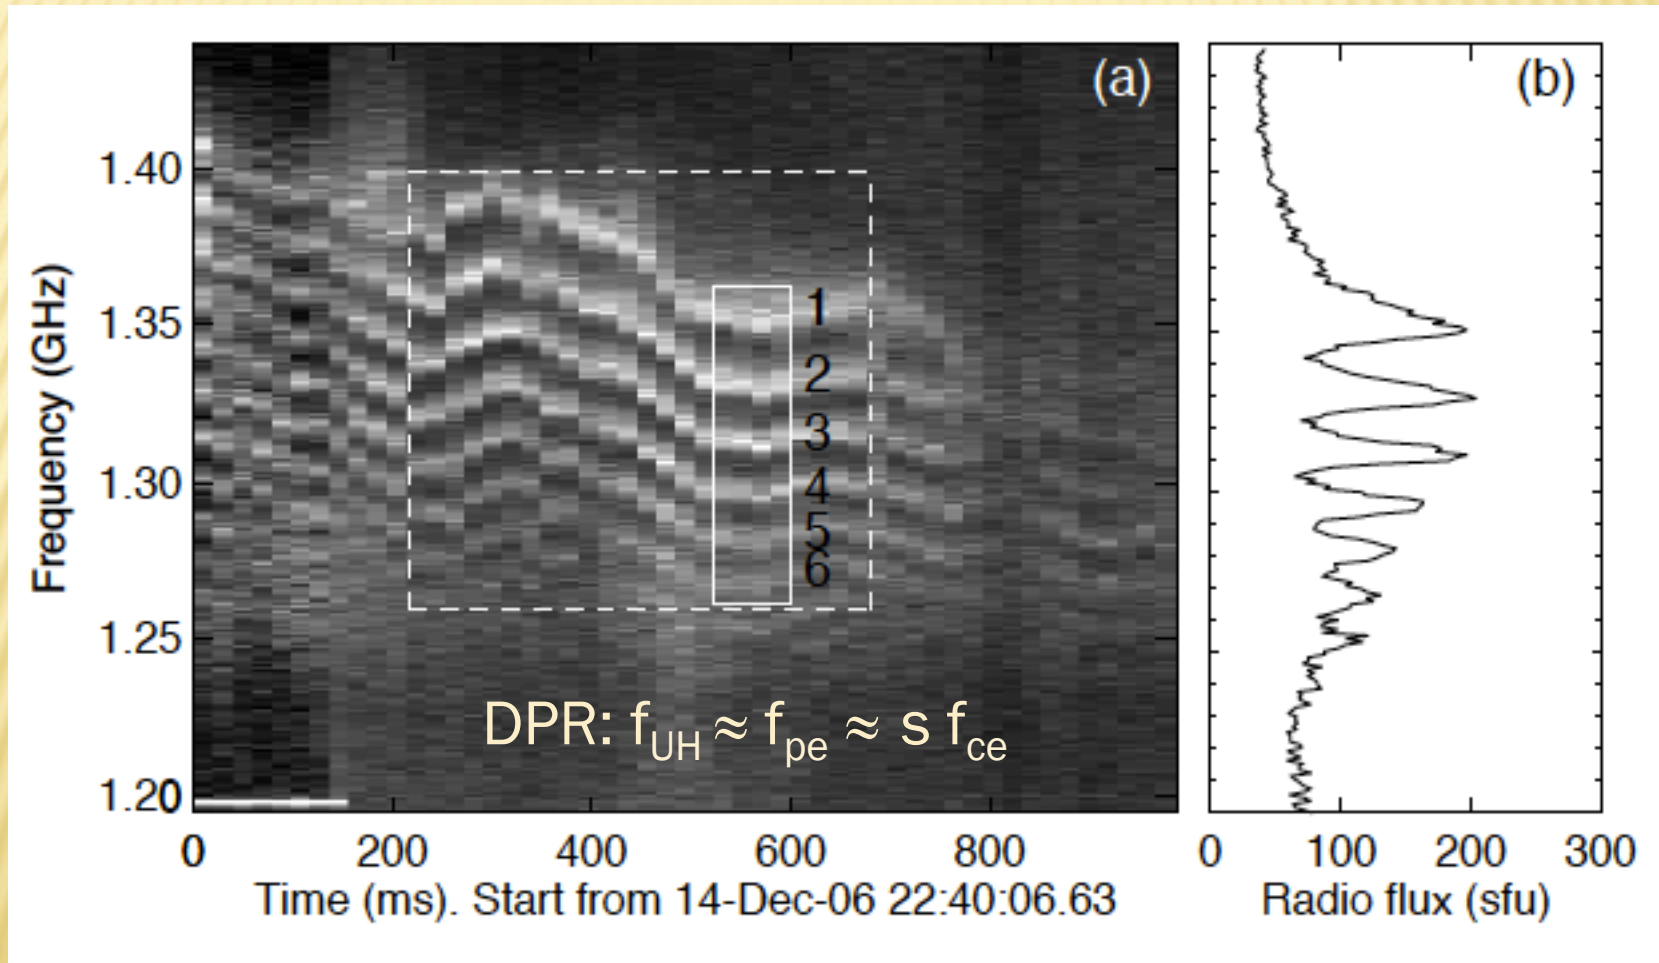 (a)
(b)
Frequency (GHz)
1.40
1.35
1.30
1.25
1.20
1
2
3
4
5
6
DPR: f_UH ≈ f_pe ≈ s f_ce
0 200 400 600 800
0 100 200 300
Time (ms). Start from 14-Dec-06 22:40:06.63
Radio flux (sfu)